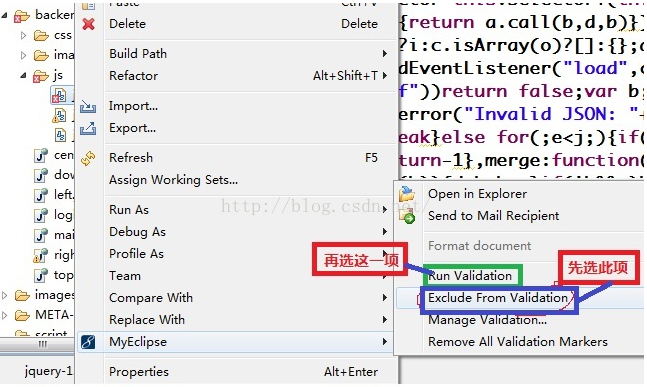 Paste Ctrl+V
Delete Delete
Build Path
Refactor Alt+Shift+T
Import...
Export...
Refresh F5
Assign Working Sets...
Run As
Debug As
Profile As
Team
Compare With
Replace With
MyEclipse
Properties Alt+Enter
backen
css
ima
js
cen
dow
left.
log
mai
righ
top
images
META-
script
jquery-1
{return a.call(b,d,b)})
?i:c.isArray(o)?[]:{};
dEventListener("load",
f"))return false;var b;
error("Invalid JSON: "+
eak}else for(;e<j;){if(
turn-1},merge:function(
http://blog.csdn.net/
Open in Explorer
Send to Mail Recipient
Format document
Run Validation
Exclude From Validation
Manage Validation...
Remove All Validation Markers
再选这一项
先选此项